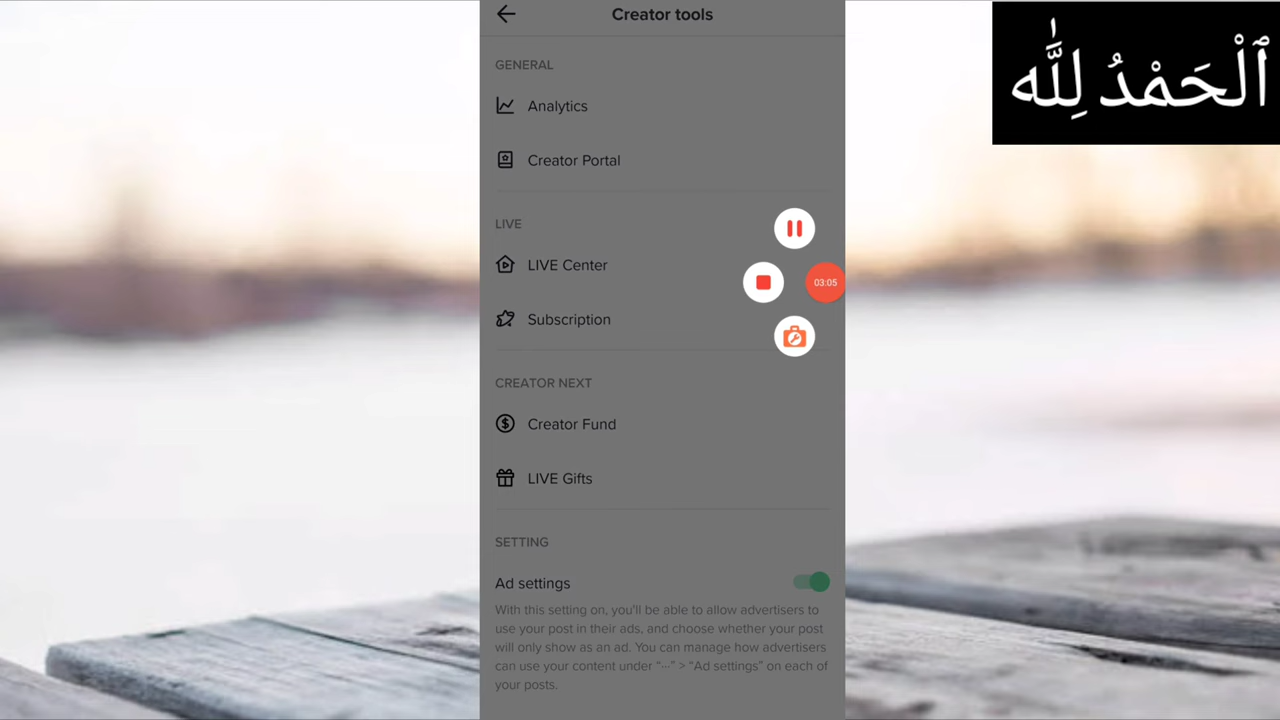 Creator tools
ٱلْحَمْدُ لِلَّٰه
GENERAL
Analytics
Creator Portal
LIVE
LIVE Center
Subscription
03:05
CREATOR NEXT
Creator Fund
LIVE Gifts
SETTING
Ad settings
With this setting on, you'll be able to allow advertisers to
use your post in their ads, and choose whether your post
will only show as an ad. You can manage how advertisers
can use your content under “···” > “Ad settings” on each of
your posts.